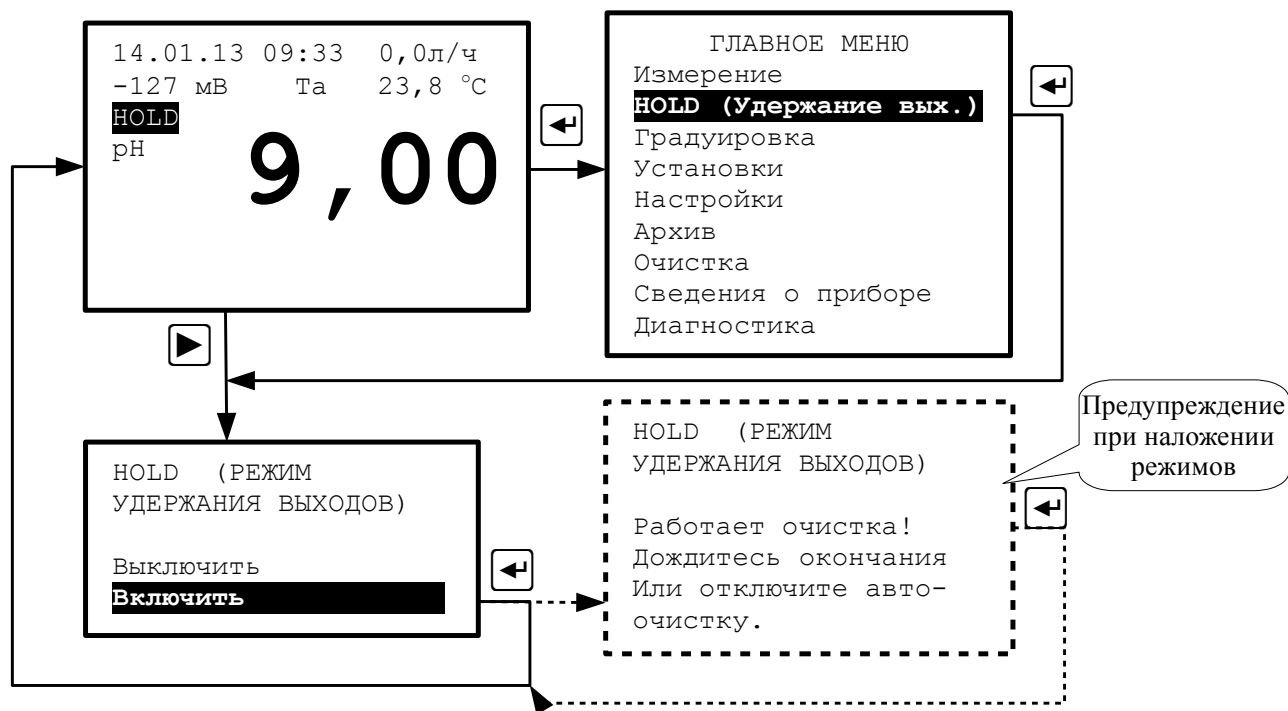 14.01.13 09:33 0,0л/ч
-127 мВ Та 23,8 °С
HOLD
рН
9,00
ГЛАВНОЕ МЕНЮ
Измерение
HOLD (Удержание вых.)
Градуировка
Установки
Настройки
Архив
Очистка
Сведения о приборе
Диагностика
HOLD (РЕЖИМ
УДЕРЖАНИЯ ВЫХОДОВ)
Выключить
Включить
HOLD (РЕЖИМ
УДЕРЖАНИЯ ВЫХОДОВ)
Работает очистка!
Дождитесь окончания
Или отключите авто-
очистку.
Предупреждение
при наложении
режимов